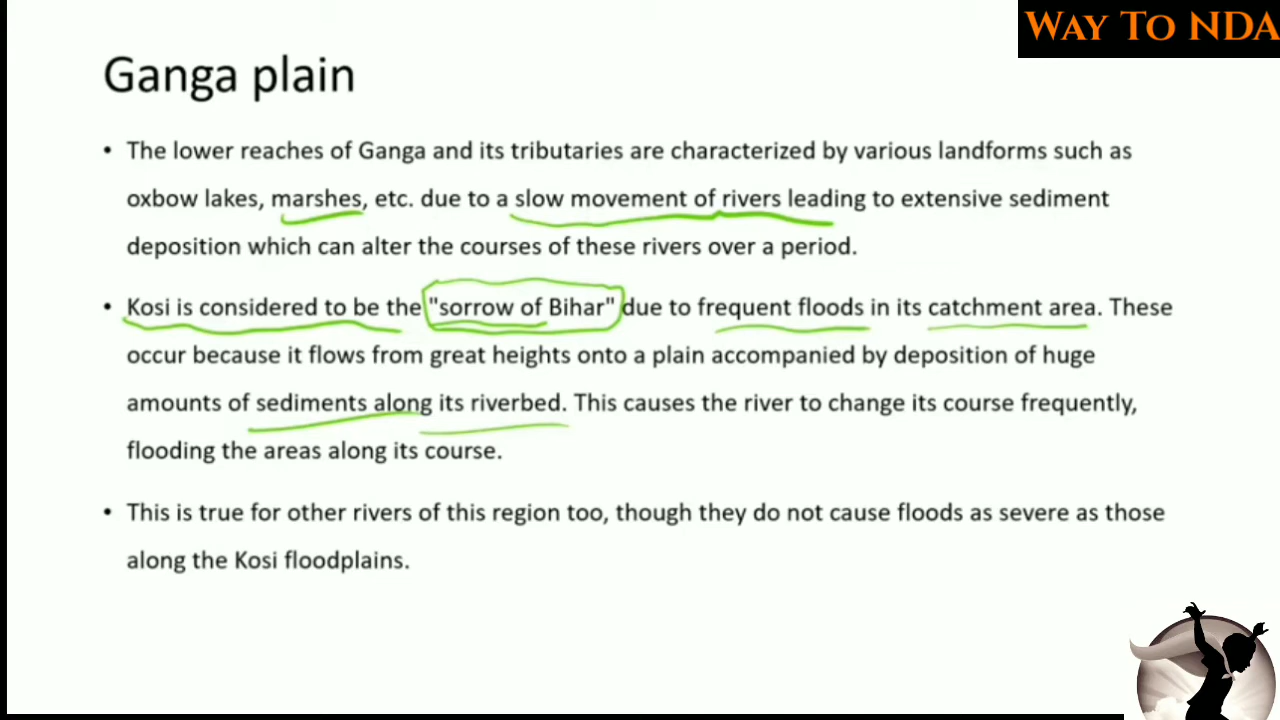 WAY TO NDA
Ganga plain
• The lower reaches of Ganga and its tributaries are characterized by various landforms such as
oxbow lakes, marshes, etc. due to a slow movement of rivers leading to extensive sediment
deposition which can alter the courses of these rivers over a period.
• Kosi is considered to be the "sorrow of Bihar" due to frequent floods in its catchment area. These
occur because it flows from great heights onto a plain accompanied by deposition of huge
amounts of sediments along its riverbed. This causes the river to change its course frequently,
flooding the areas along its course.
• This is true for other rivers of this region too, though they do not cause floods as severe as those
along the Kosi floodplains.